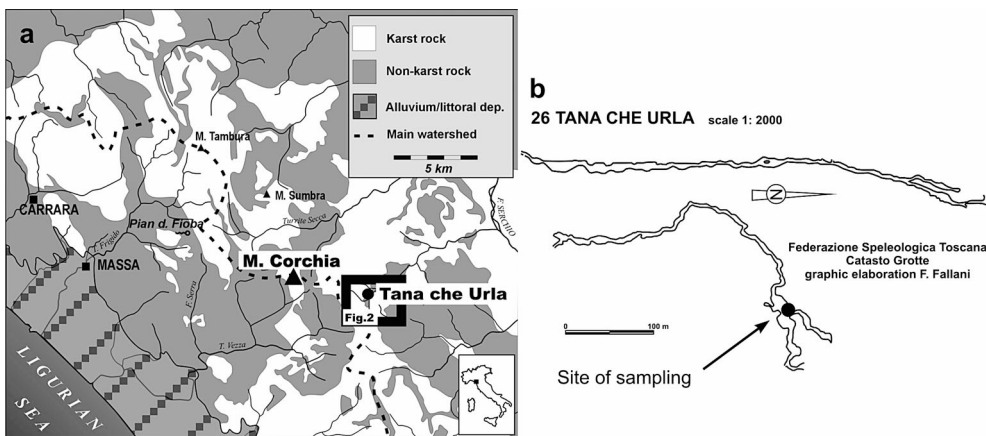 a
Karst rock
Non-karst rock
Alluvium/littoral dep.
Main watershed
5 km
M. Tambura
M. Sumbra
CARRARA
Pian d. Fioba
Turrite Secca
F. SERCHIO
F. Frigido
MASSA
M. Corchia
Tana che Urla
Fig.2
F. Serra
T. Vezza
LIGURIAN
SEA
b
26 TANA CHE URLA scale 1: 2000
N
Federazione Speleologica Toscana
Catasto Grotte
graphic elaboration F. Fallani
0 100 m
Site of sampling